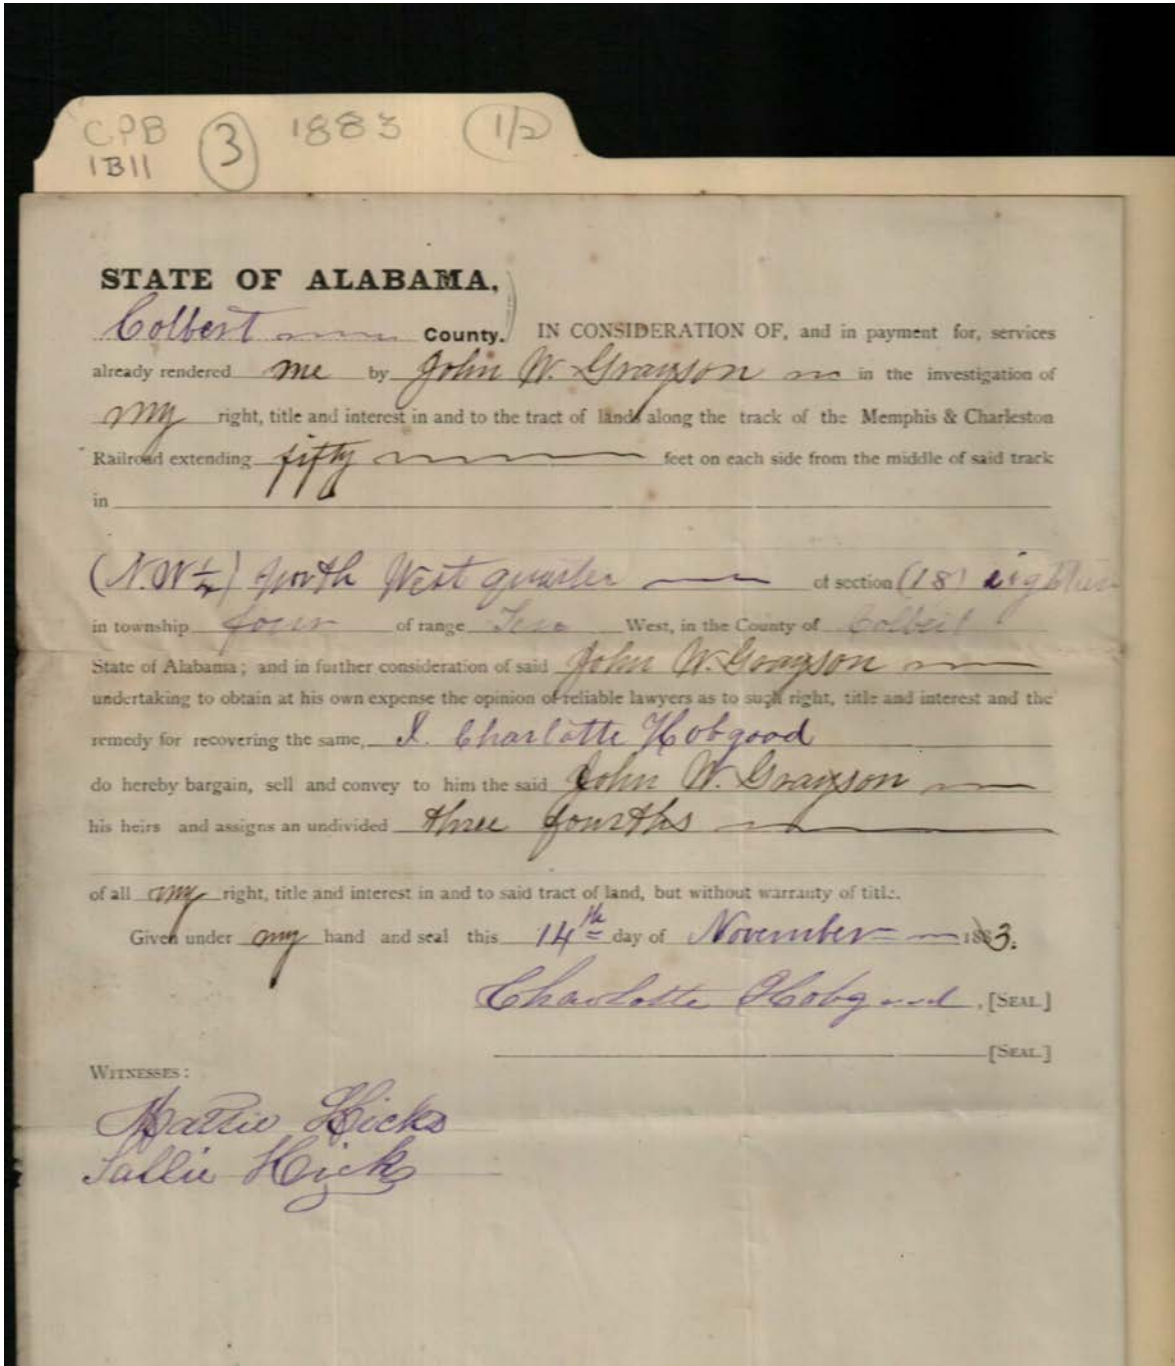 CPB 3 1883 1/2
1B11
STATE OF ALABAMA,
Colbert County. IN CONSIDERATION OF, and in payment for, services
already rendered me by John W. Grayson in the investigation of
my right, title and interest in and to the tract of lands along the track of the Memphis & Charleston
Railroad extending fifty feet on each side from the middle of said track
in
(N.W ¼) North West quarter of section (18) eighteen
in township four of range West, in the County of Colbert
State of Alabama; and in further consideration of said John W. Grayson
undertaking to obtain at his own expense the opinion of reliable lawyers as to such right, title and interest and the
remedy for recovering the same, I. Charlotte Hobgood
do hereby bargain, sell and convey to him the said John W. Grayson
his heirs and assigns an undivided three fourths
of all my right, title and interest in and to said tract of land, but without warranty of title.
Given under my hand and seal this 14th day of November 1883.
Charlotte Hobgood, [SEAL]
[SEAL]
WITNESSES:
Mattie Hicks
Sallie Hicks